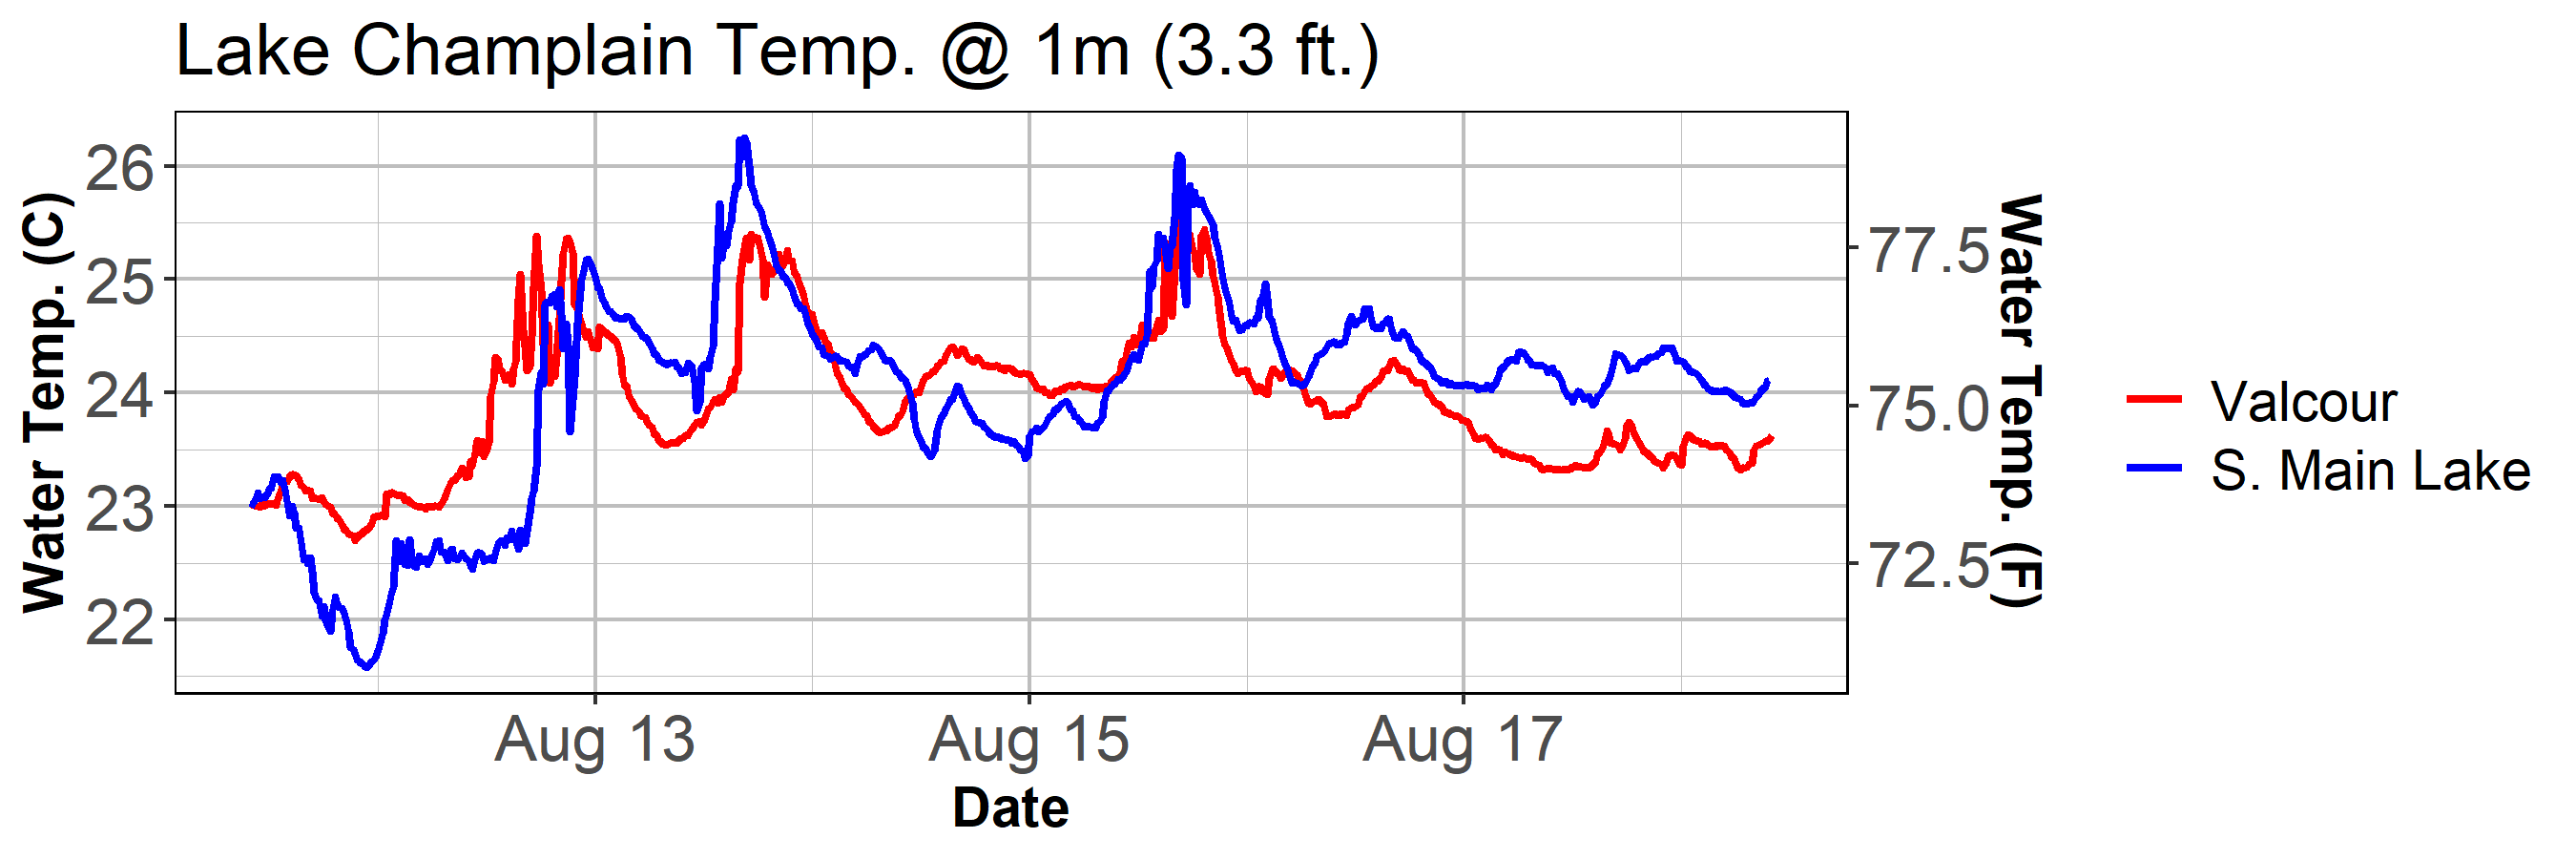 Lake Champlain Temp. @ 1m (3.3 ft.)
Water Temp. (C)
26
25
24
23
22
77.5
75.0
72.5
Water Temp. (F)
Aug 13
Aug 15
Aug 17
Date
Valcour
S. Main Lake